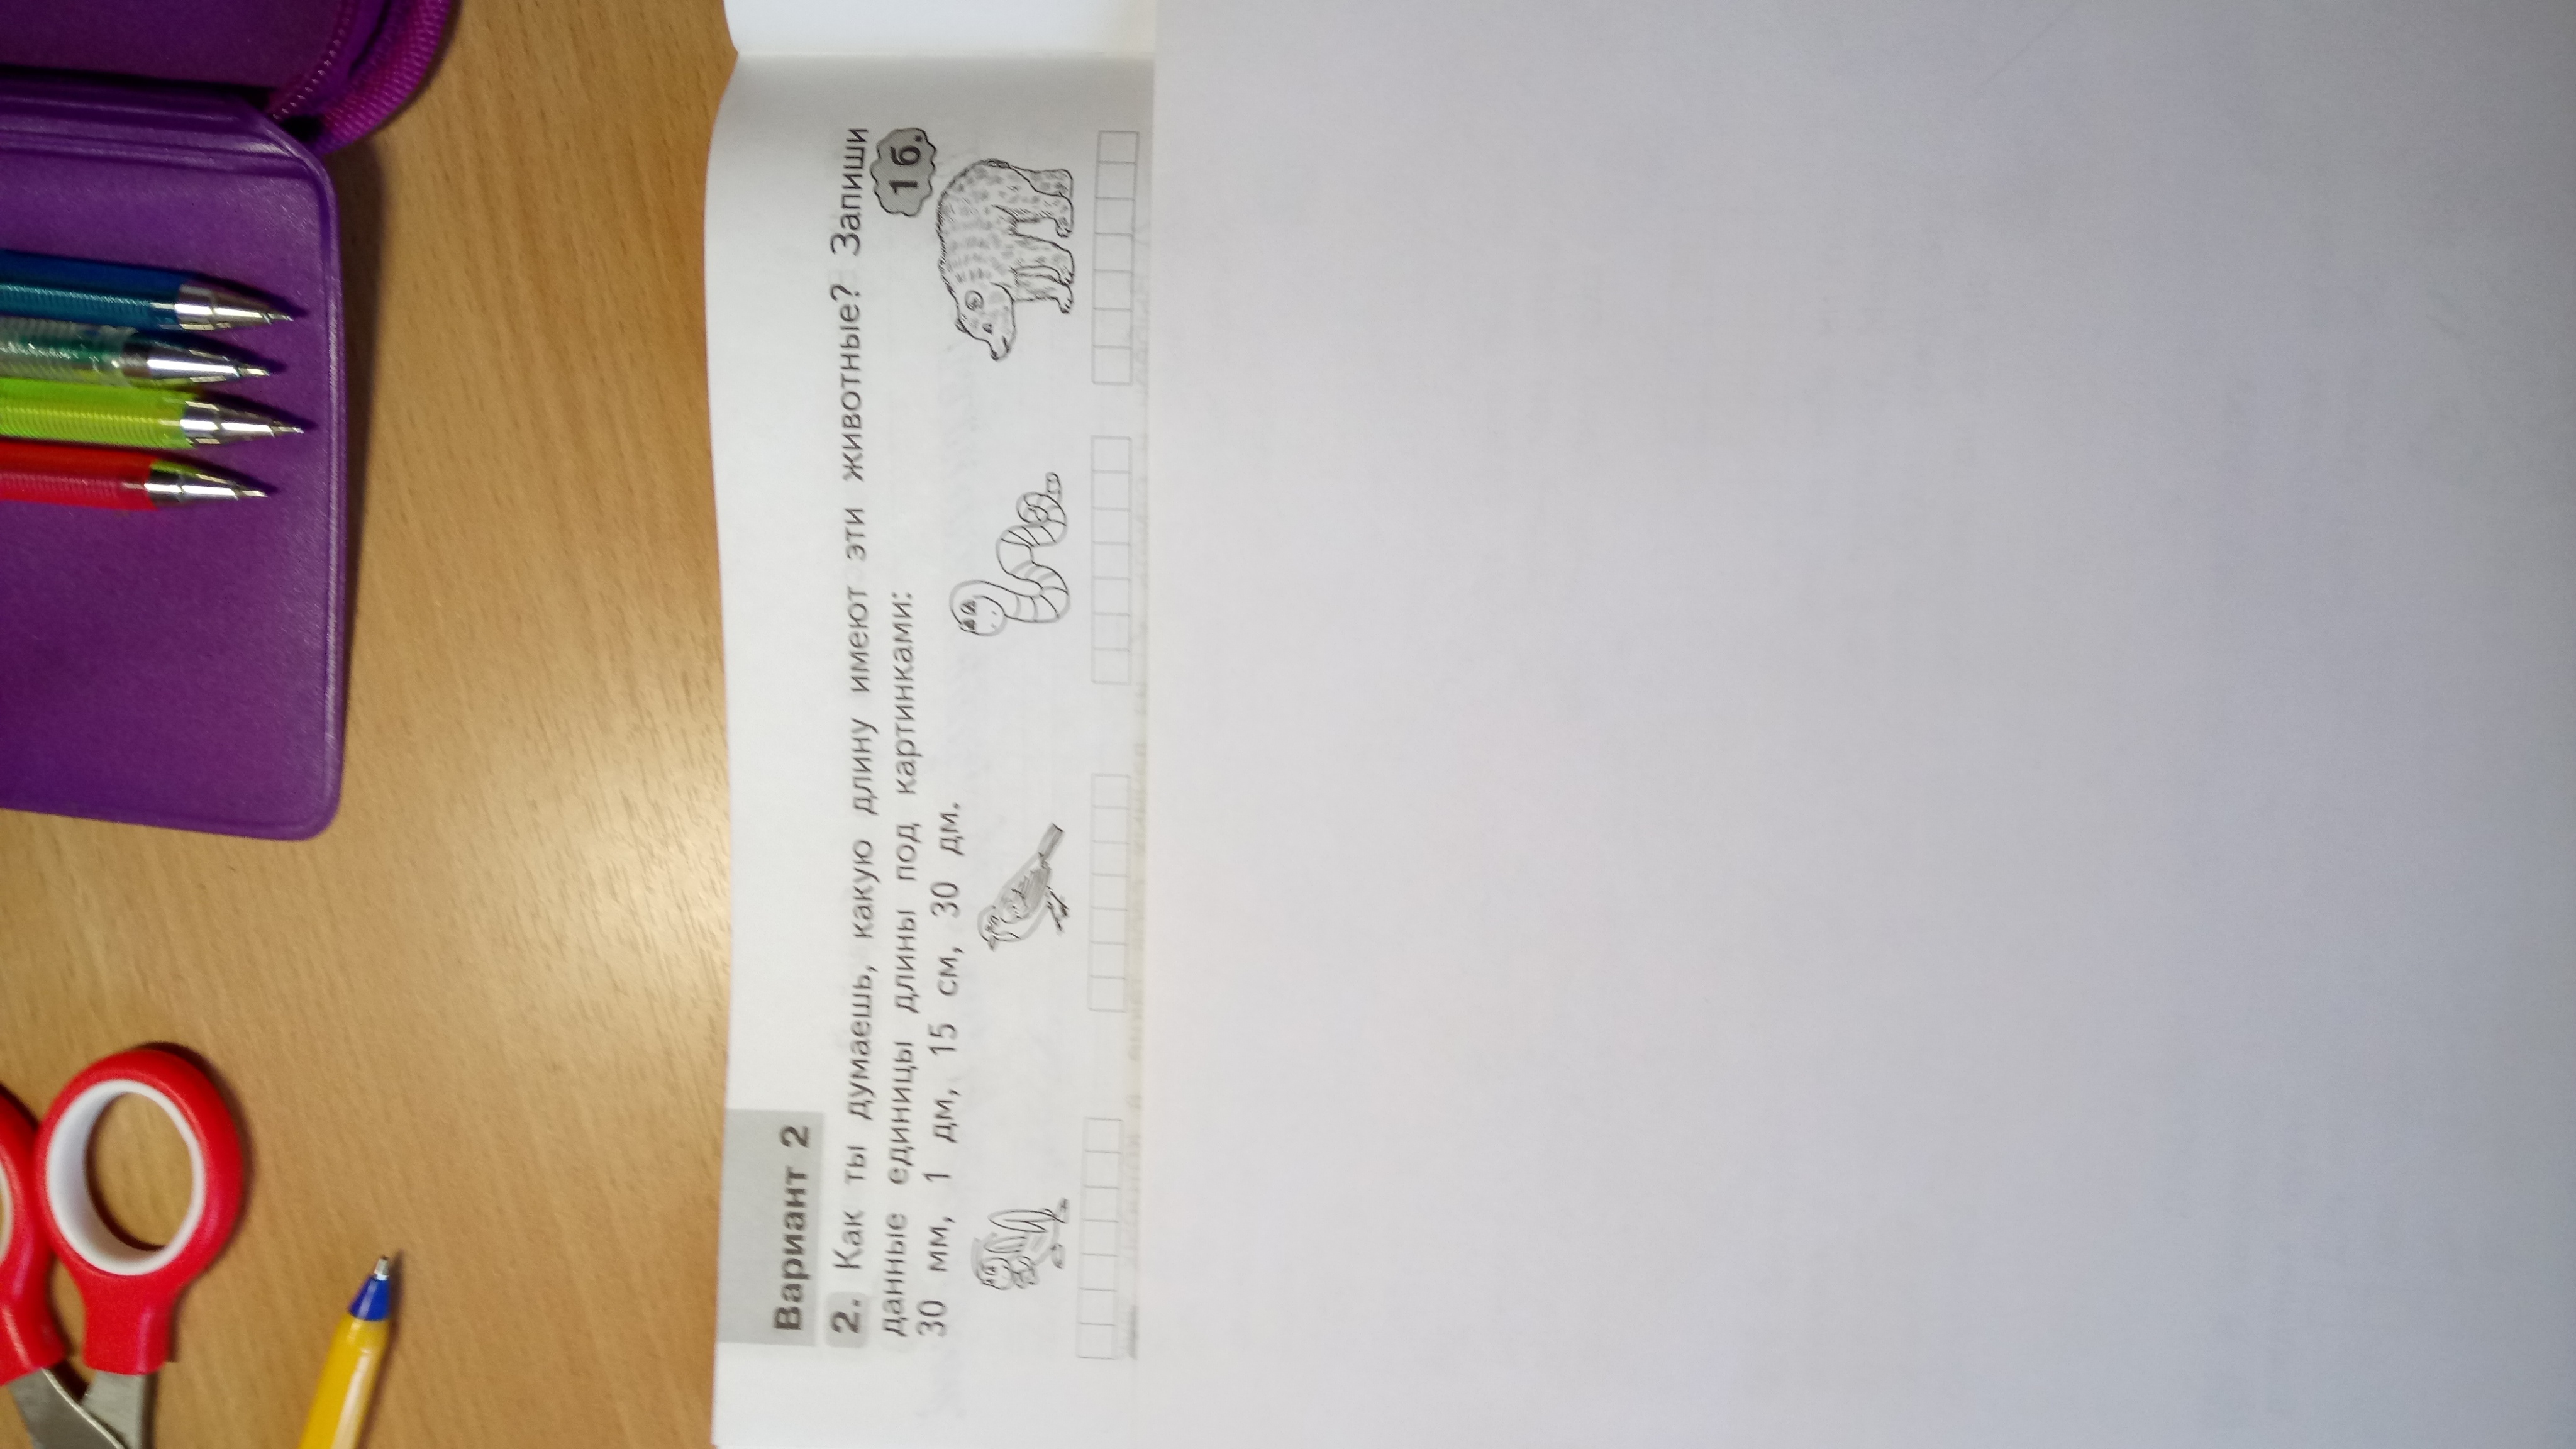 Вариант 2
2. Как ты думаешь, какую длину имеют эти животные? Запиши
данные единицы длины под картинками:
1б.
30 мм, 1 дм, 15 см, 30 дм.